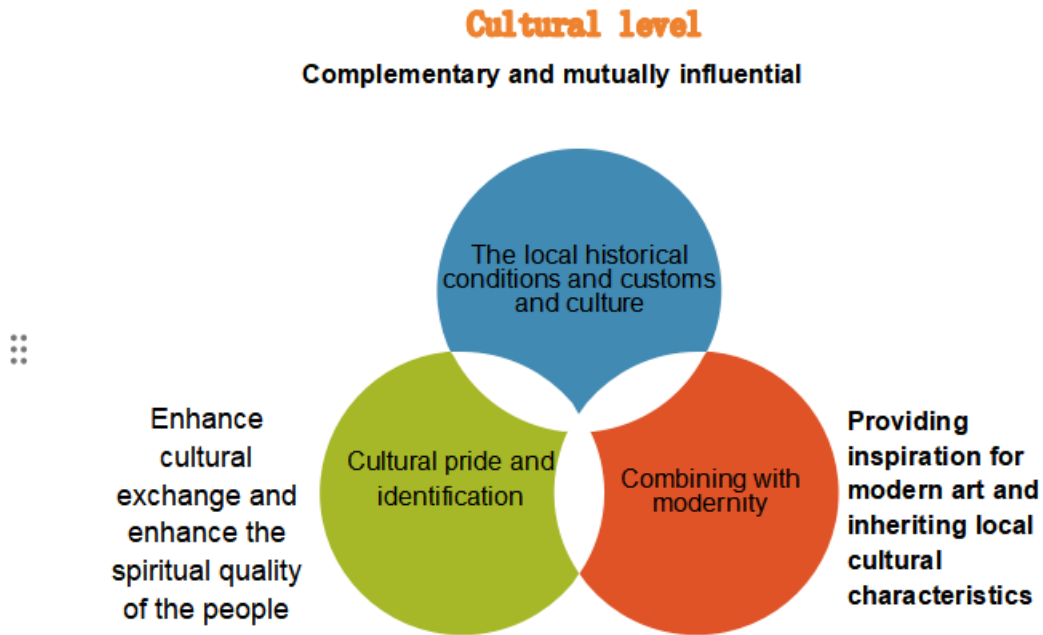 Cultural level
Complementary and mutually influential
The local historical
conditions and customs
and culture
Enhance
cultural
exchange and
enhance the
spiritual quality
of the people
Cultural pride and
identification
Combining with
modernity
Providing
inspiration for
modern art and
inheriting local
cultural
characteristics